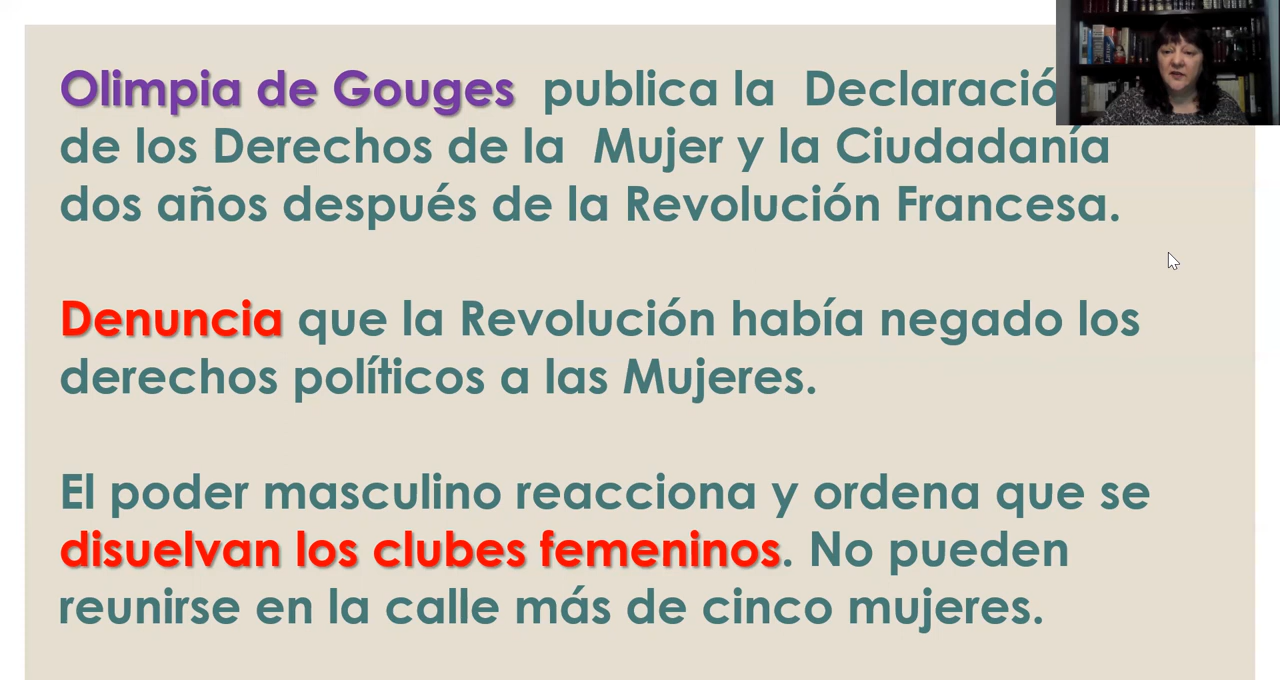 Olimpia de Gouges publica la Declaració
de los Derechos de la Mujer y la Ciudadanía
dos años después de la Revolución Francesa.
Denuncia que la Revolución había negado los
derechos políticos a las Mujeres.
El poder masculino reacciona y ordena que se
disuelvan los clubes femeninos. No pueden
reunirse en la calle más de cinco mujeres.